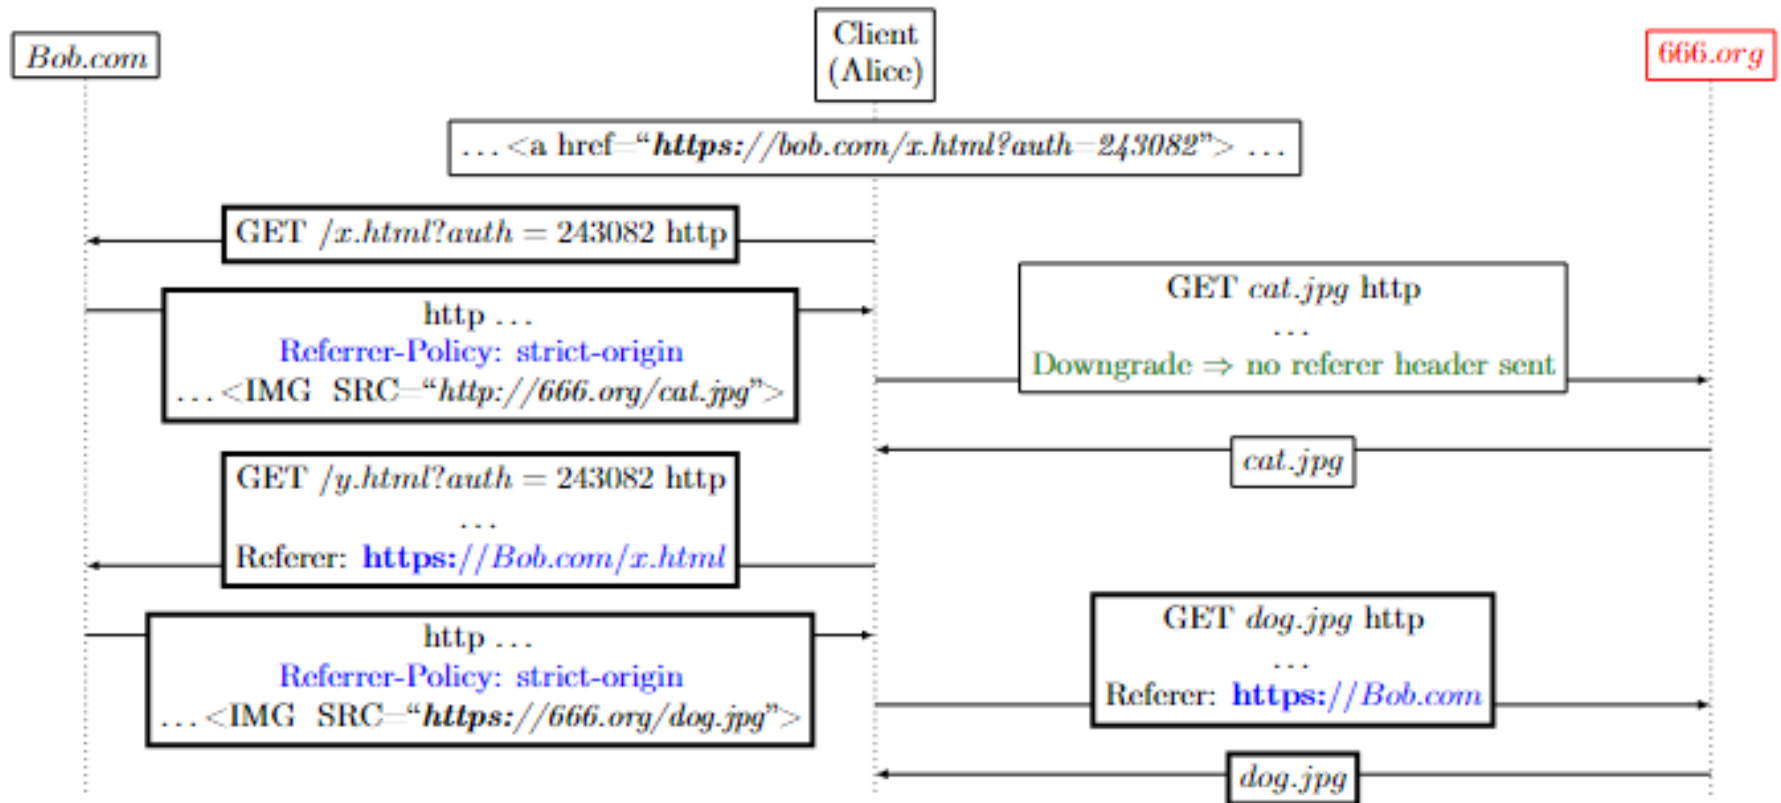 Bob.com
Client
(Alice)
666.org
...<a href="https://bob.com/x.html?auth=243082"> ...
GET /x.html?auth = 243082 http
http ...
Referrer-Policy: strict-origin
...<IMG SRC="http://666.org/cat.jpg">
GET cat.jpg http
...
Downgrade ⇒ no referer header sent
cat.jpg
GET /y.html?auth = 243082 http
...
Referer: https://Bob.com/x.html
http ...
Referrer-Policy: strict-origin
...<IMG SRC="https://666.org/dog.jpg">
GET dog.jpg http
...
Referer: https://Bob.com
dog.jpg